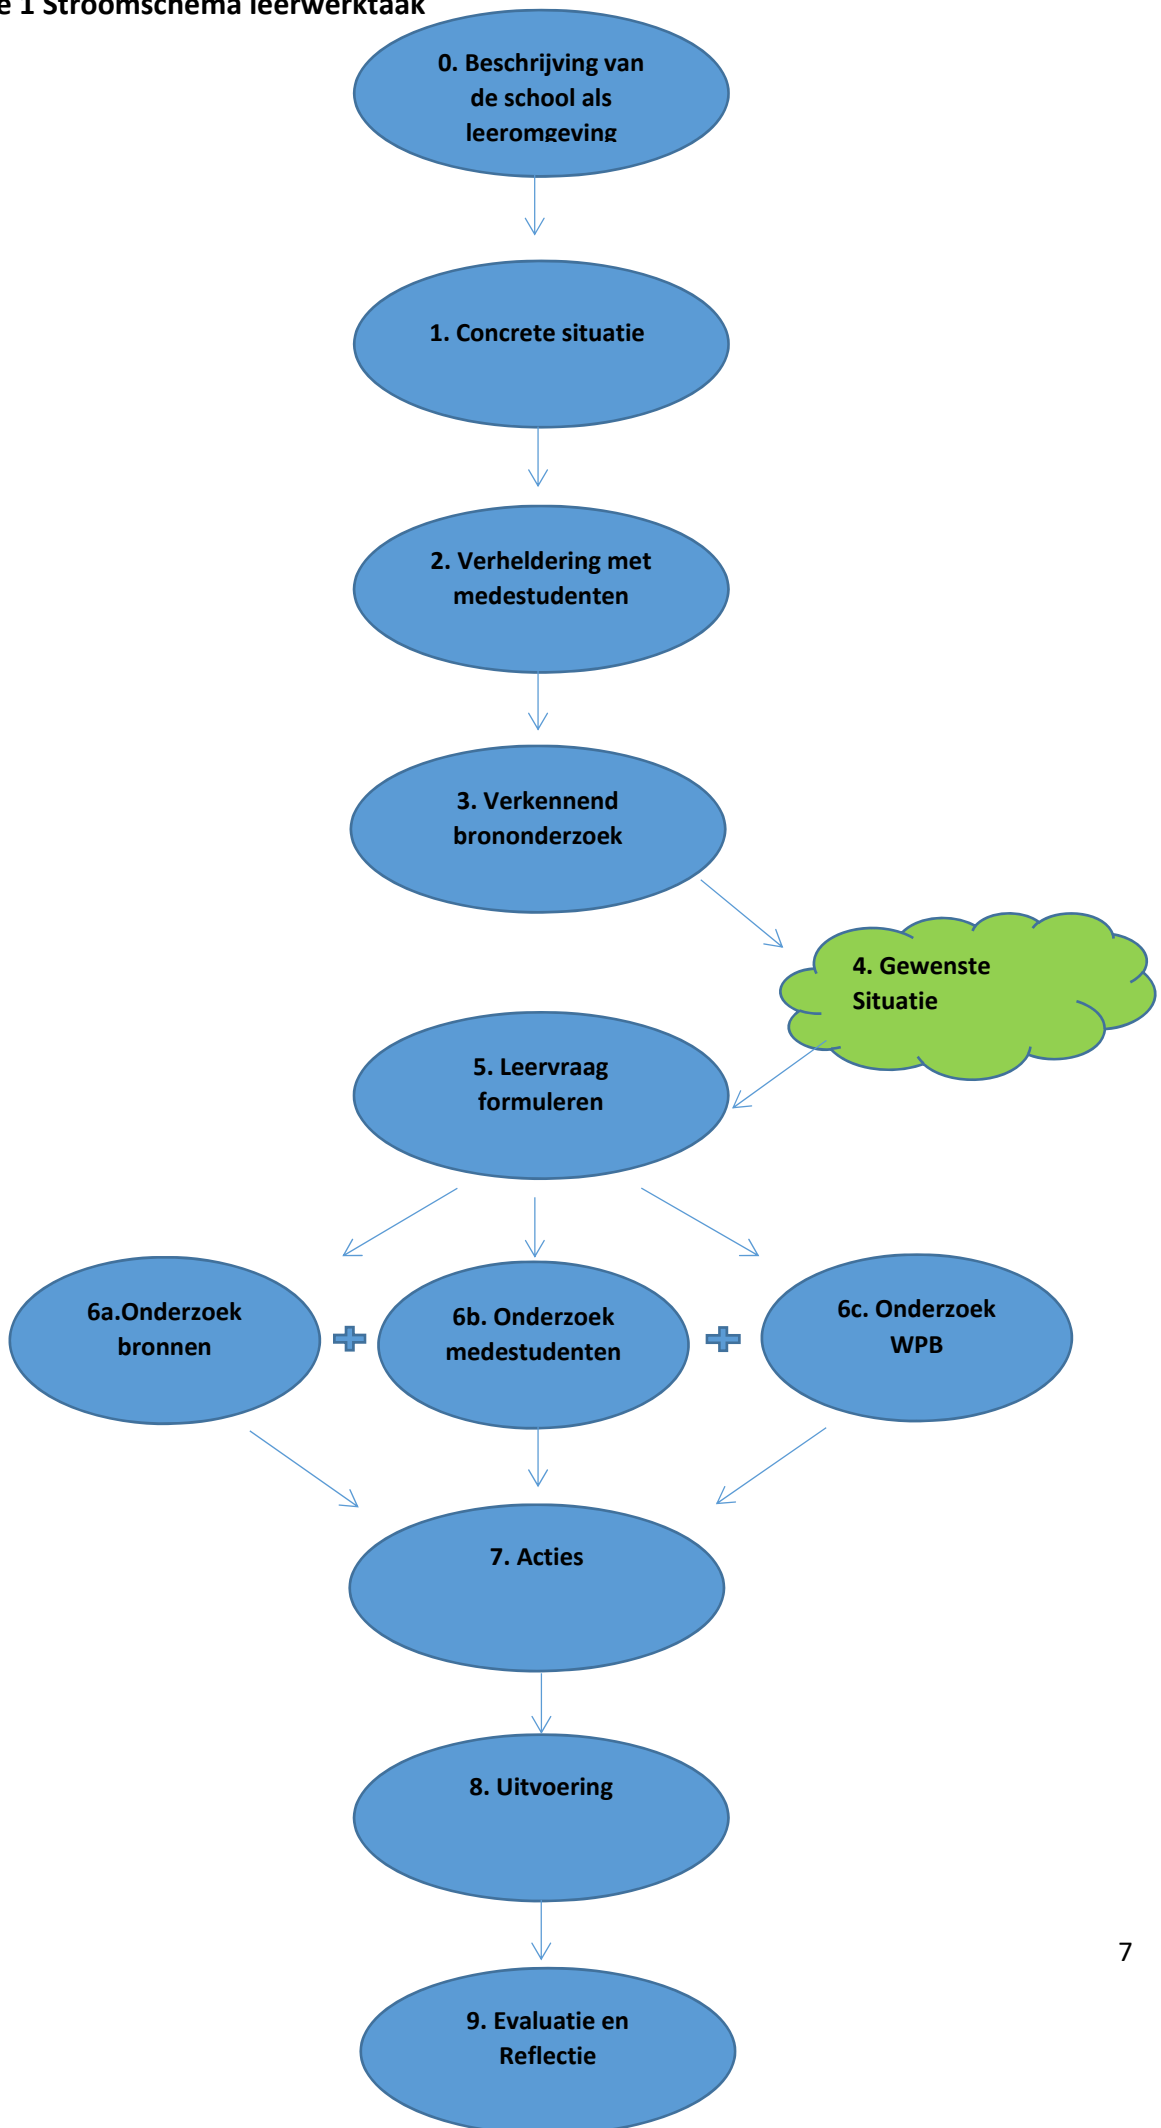 e 1 Stroomschema leerwerktaak
0. Beschrijving van
de school als
leeromgeving
1. Concrete situatie
2. Verheldering met
medestudenten
3. Verkennend
brononderzoek
4. Gewenste
Situatie
5. Leervraag
formuleren
6a.Onderzoek
bronnen
6b. Onderzoek
medestudenten
6c. Onderzoek
WPB
7. Acties
8. Uitvoering
7
9. Evaluatie en
Reflectie